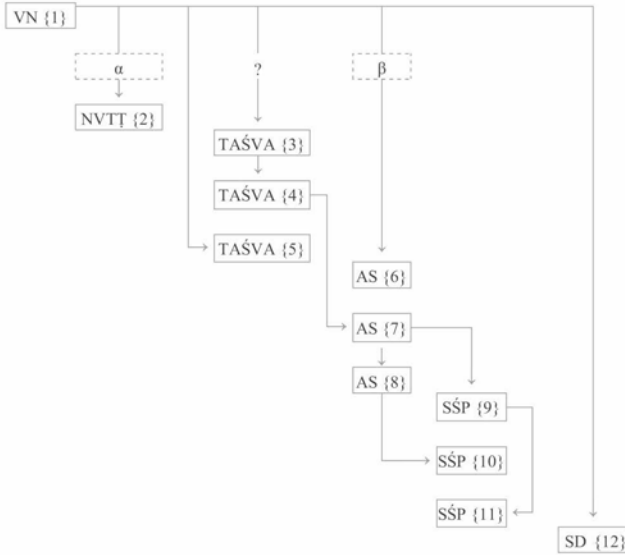 VN {1}
α ? β
NVTṬ {2}
TAŚVA {3}
TAŚVA {4}
TAŚVA {5}
AS {6}
AS {7}
AS {8}
SŚP {9}
SŚP {10}
SŚP {11}
SD {12}